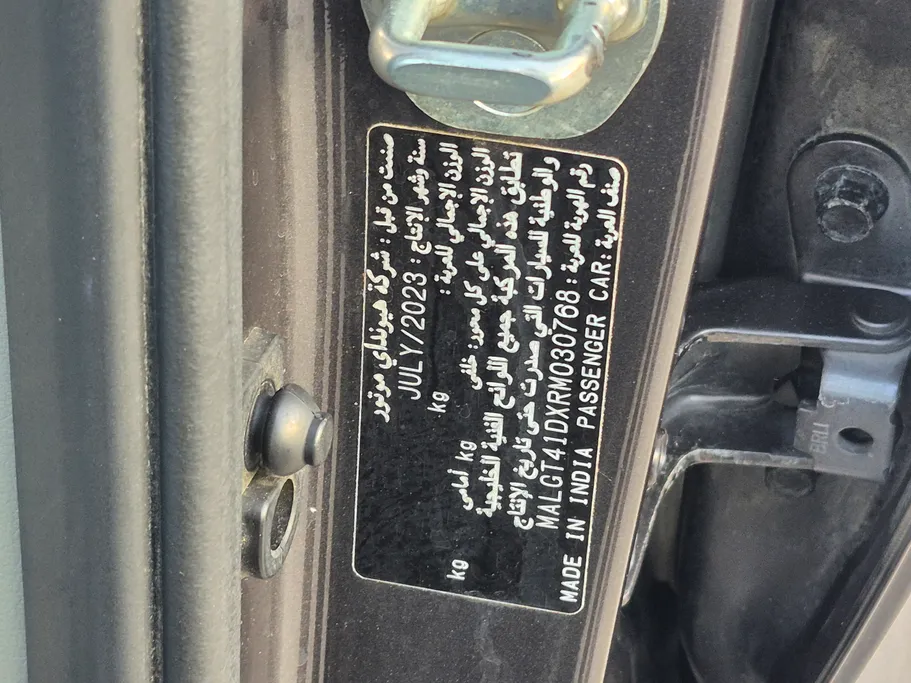 صنعت من قبل : شركة هيونداي موتور
سنة وشهر الإنتاج : JULY/2023
الوزن الإجمالي للعربة : kg
الوزن الإجمالي على كل محور: خلفي kg أمامي kg
تطابق هذه المركبة جميع اللوائح الفنية الخليجية
والوطنية للسيارات التي صدرت حتى تاريخ الإنتاج
رقم الهوية للعربة : MALGT41DXRM030768
صنف العربة : PASSENGER CAR MADE IN INDIA